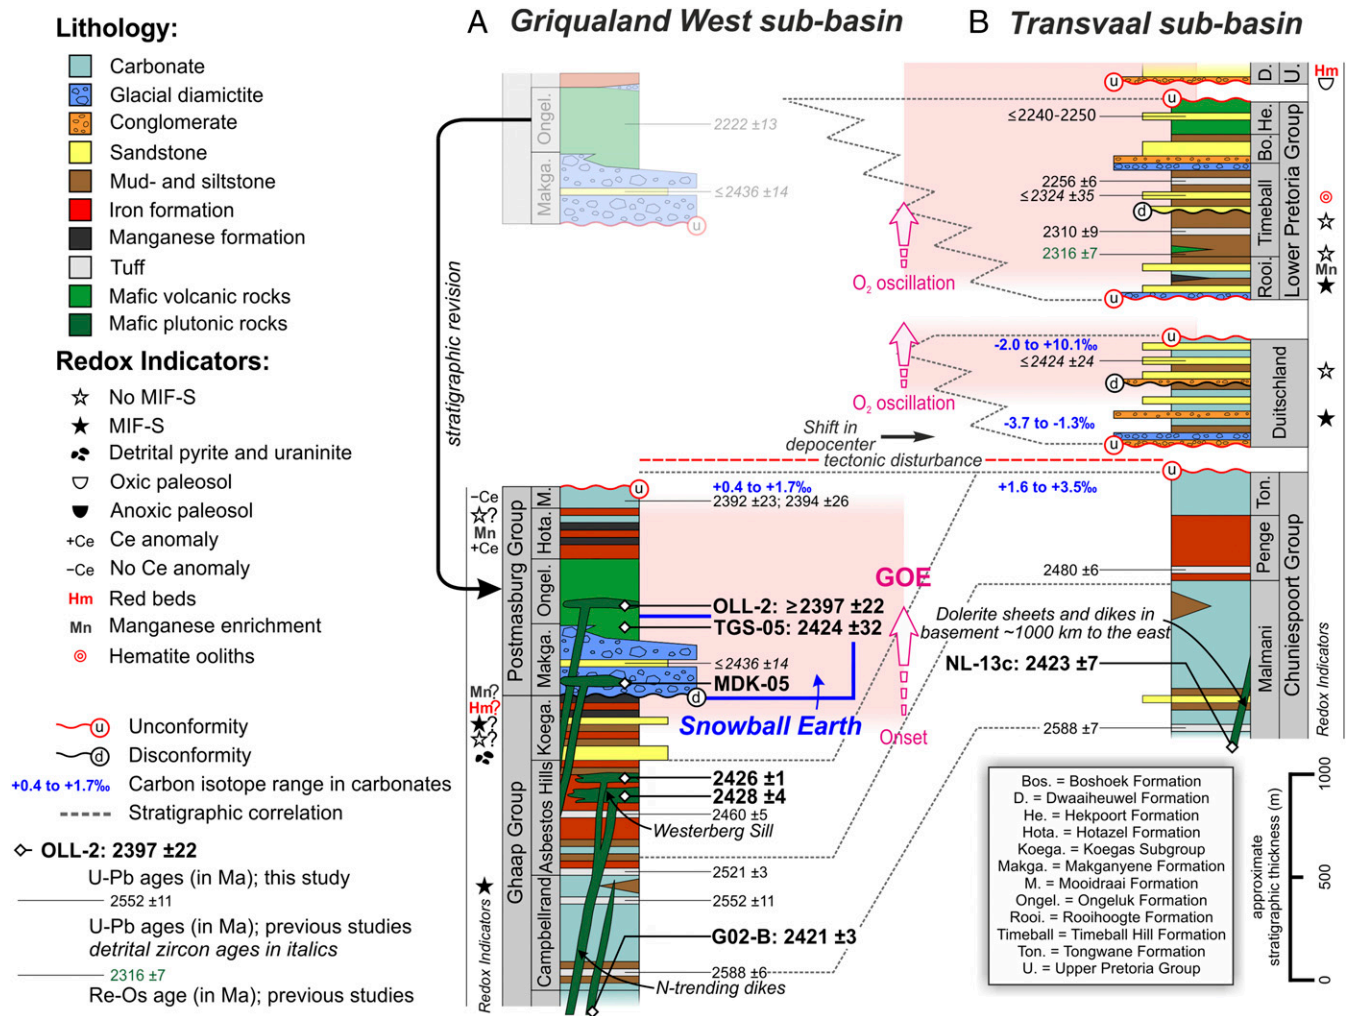 Lithology:
Carbonate
Glacial diamictite
Conglomerate
Sandstone
Mud- and siltstone
Iron formation
Manganese formation
Tuff
Mafic volcanic rocks
Mafic plutonic rocks
Redox Indicators:
No MIF-S
MIF-S
Detrital pyrite and uraninite
Oxic paleosol
Anoxic paleosol
+Ce Ce anomaly
−Ce No Ce anomaly
Hm Red beds
Mn Manganese enrichment
Hematite ooliths
u Unconformity
d Disconformity
+0.4 to +1.7‰ Carbon isotope range in carbonates
Stratigraphic correlation
OLL-2: 2397 ±22
U-Pb ages (in Ma); this study
2552 ±11
U-Pb ages (in Ma); previous studies
detrital zircon ages in italics
2316 ±7
Re-Os age (in Ma); previous studies
A Griqualand West sub-basin
Ongel.
Makga.
2222 ±13
≤2436 ±14
u
stratigraphic revision
O2 oscillation
O2 oscillation
Shift in
depocenter
tectonic disturbance
Postmasburg Group
Ghaap Group
M.
Hota.
Ongel.
Makga.
Koega.
Asbestos Hills
Campbellrand
−Ce
?
Mn
+Ce
Mn?
Hm?
?
?
Redox Indicators
u
+0.4 to +1.7‰
2392 ±23; 2394 ±26
GOE
OLL-2: ≥2397 ±22
TGS-05: 2424 ±32
≤2436 ±14
MDK-05
d
Snowball Earth
Onset
2426 ±1
2428 ±4
2460 ±5
Westerberg Sill
2521 ±3
2552 ±11
G02-B: 2421 ±3
2588 ±6
N-trending dikes
B Transvaal sub-basin
u
D.
U.
Hm
u
≤2240-2250
He.
Bo.
2256 ±6
≤2324 ±35
d
2310 ±9
2316 ±7
Timeball
Rooi.
Lower Pretoria Group
Mn
u
u
-2.0 to +10.1‰
≤2424 ±24
d
-3.7 to -1.3‰
u
Duitschland
u
+1.6 to +3.5‰
Ton.
Penge
2480 ±6
Malmani
Chuniespoort Group
Dolerite sheets and dikes in
basement ~1000 km to the east
NL-13c: 2423 ±7
2588 ±7
Redox Indicators
Bos. = Boshoek Formation
D. = Dwaaiheuwel Formation
He. = Hekpoort Formation
Hota. = Hotazel Formation
Koega. = Koegas Subgroup
Makga. = Makganyene Formation
M. = Mooidraai Formation
Ongel. = Ongeluk Formation
Rooi. = Rooihoogte Formation
Timeball = Timeball Hill Formation
Ton. = Tongwane Formation
U. = Upper Pretoria Group
approximate
stratigraphic thickness (m)
1000
500
0